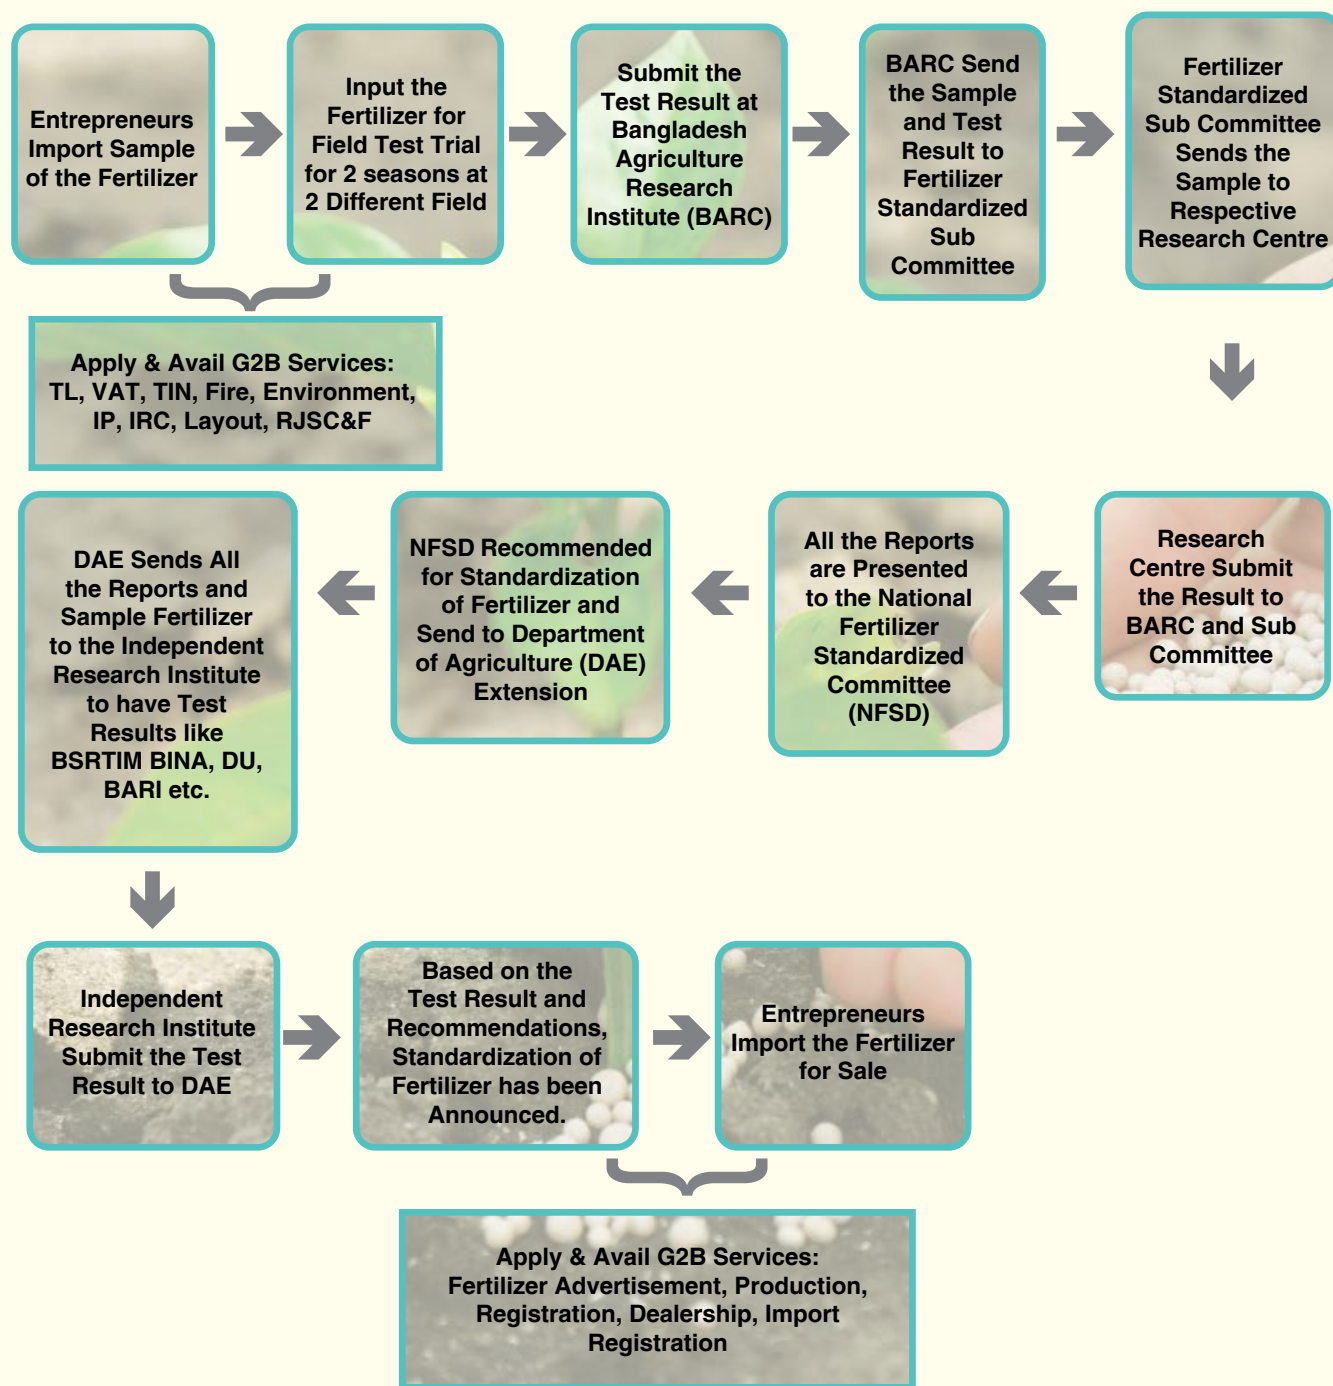 Entrepreneurs
Import Sample
of the Fertilizer
Input the
Fertilizer for
Field Test Trial
for 2 seasons at
2 Different Field
Submit the
Test Result at
Bangladesh
Agriculture
Research
Institute (BARC)
BARC Send
the Sample
and Test
Result to
Fertilizer
Standardized
Sub
Committee
Fertilizer
Standardized
Sub Committee
Sends the
Sample to
Respective
Research Centre
Apply & Avail G2B Services:
TL, VAT, TIN, Fire, Environment,
IP, IRC, Layout, RJSC&F
Research
Centre Submit
the Result to
BARC and Sub
Committee
All the Reports
are Presented
to the National
Fertilizer
Standardized
Committee
(NFSD)
NFSD Recommended
for Standardization
of Fertilizer and
Send to Department
of Agriculture (DAE)
Extension
DAE Sends All
the Reports and
Sample Fertilizer
to the Independent
Research Institute
to have Test
Results like
BSRTIM BINA, DU,
BARI etc.
Independent
Research Institute
Submit the Test
Result to DAE
Based on the
Test Result and
Recommendations,
Standardization of
Fertilizer has been
Announced.
Entrepreneurs
Import the Fertilizer
for Sale
Apply & Avail G2B Services:
Fertilizer Advertisement, Production,
Registration, Dealership, Import
Registration